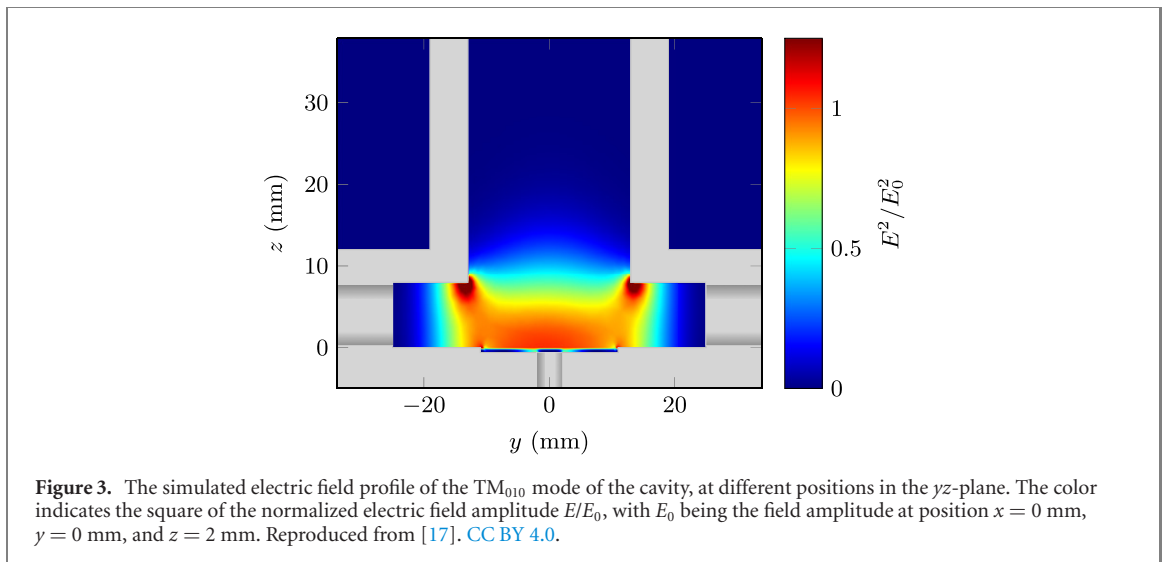 30
20
10
0
z (mm)
−20
0
20
y (mm)
1
0.5
0
E²/E₀²
Figure 3. The simulated electric field profile of the TM₀₁₀ mode of the cavity, at different positions in the yz-plane. The color
indicates the square of the normalized electric field amplitude E/E₀, with E₀ being the field amplitude at position x = 0 mm,
y = 0 mm, and z = 2 mm. Reproduced from [17]. CC BY 4.0.